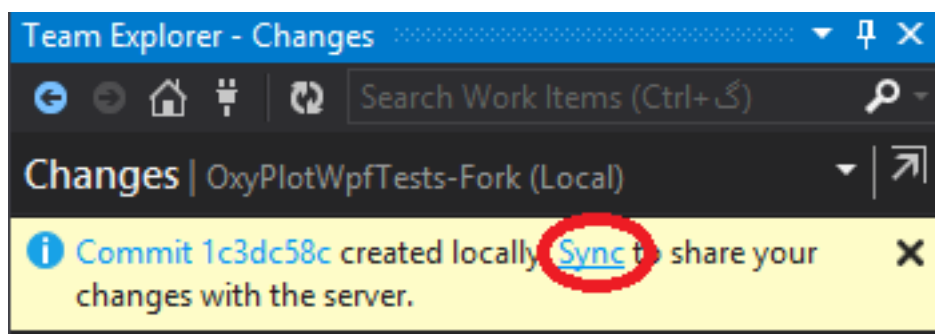 Team Explorer - Changes
Search Work Items (Ctrl+گ)
Changes | OxyPlotWpfTests-Fork (Local)
Commit 1c3dc58c created locally. Sync to share your
changes with the server.